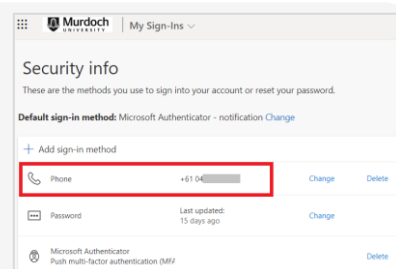 Murdoch UNIVERSITY My Sign-Ins
Security info
These are the methods you use to sign into your account or reset your password.
Default sign-in method: Microsoft Authenticator - notification Change
+ Add sign-in method
Phone +61 04 Change Delete
Password Last updated: 15 days ago Change
Microsoft Authenticator Delete
Push multi-factor authentication (MFA